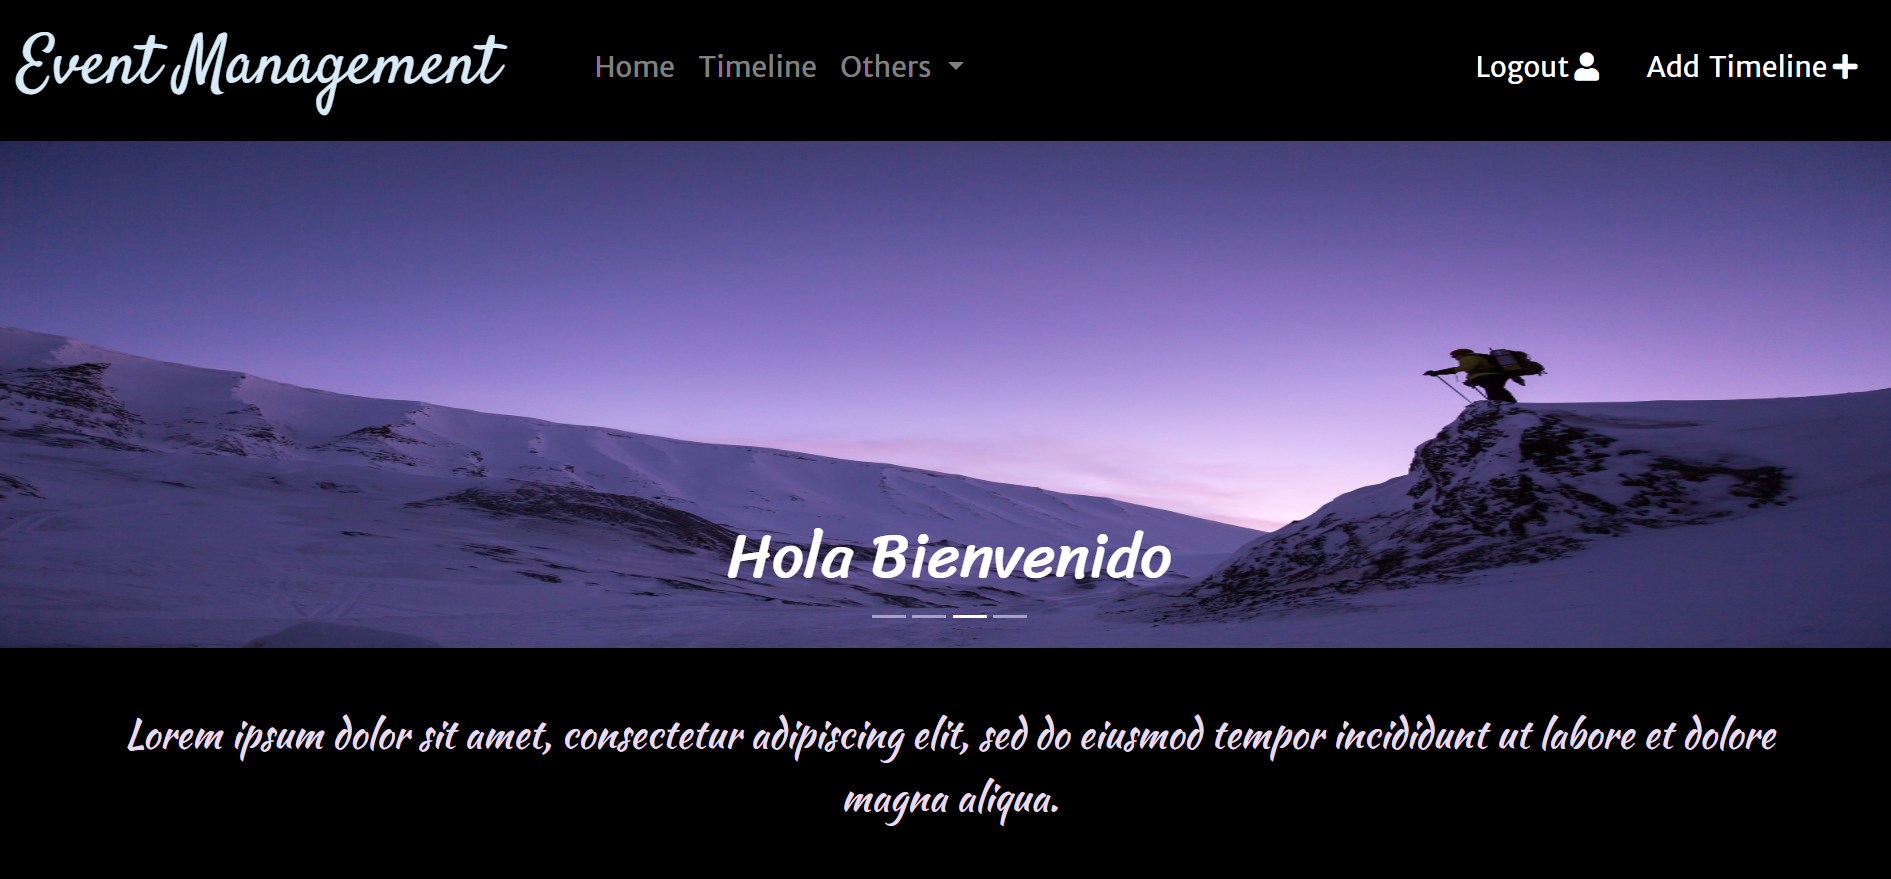 Event Management
Home Timeline Others
Logout Add Timeline
Hola Bienvenido
Lorem ipsum dolor sit amet, consectetur adipiscing elit, sed do eiusmod tempor incididunt ut labore et dolore
magna aliqua.